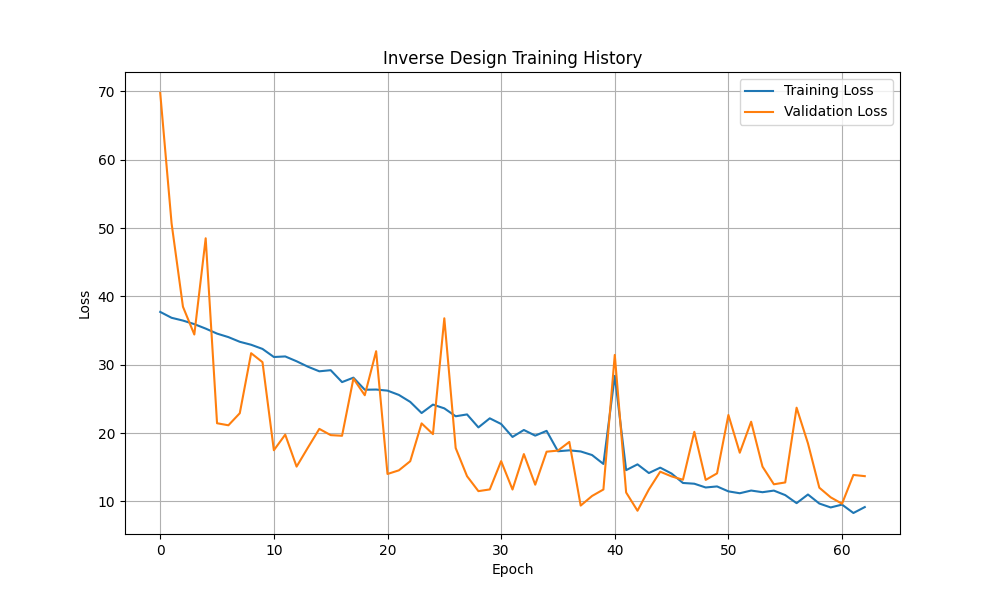 Inverse Design Training History
Training Loss
Validation Loss
70
60
50
40
30
20
10
Loss
0 10 20 30 40 50 60
Epoch